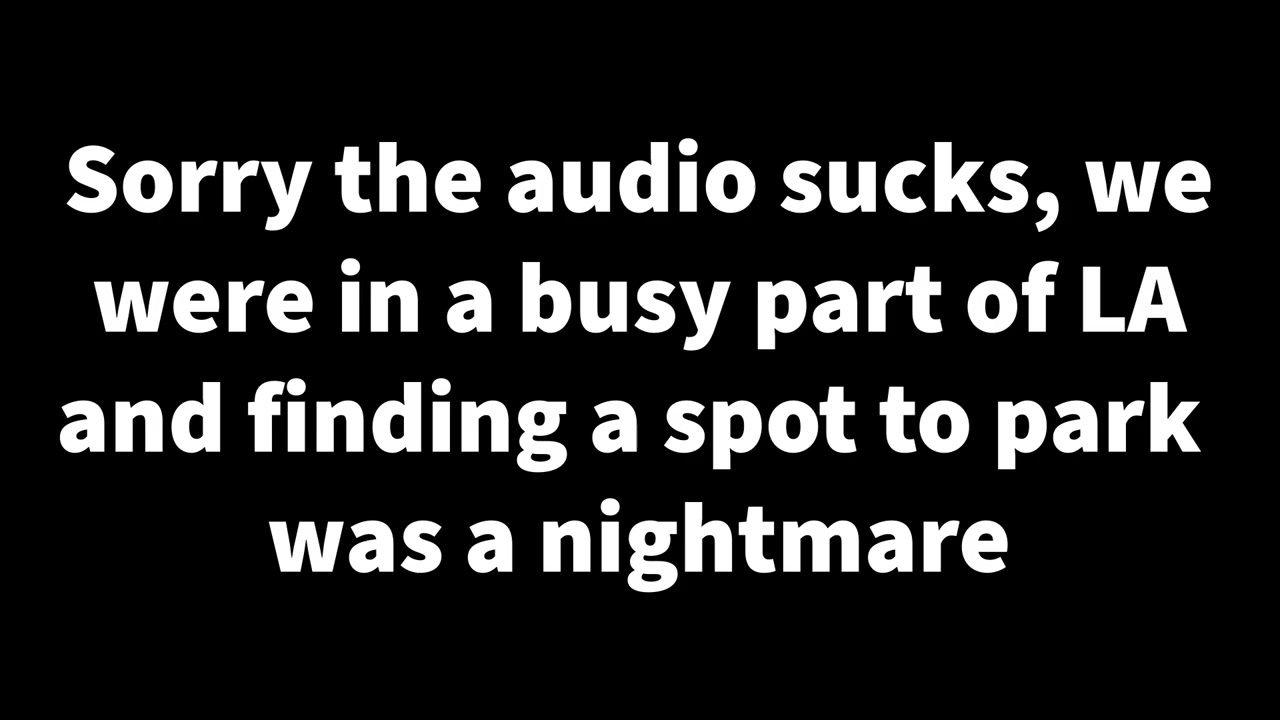 Sorry the audio sucks, we
were in a busy part of LA
and finding a spot to park
was a nightmare